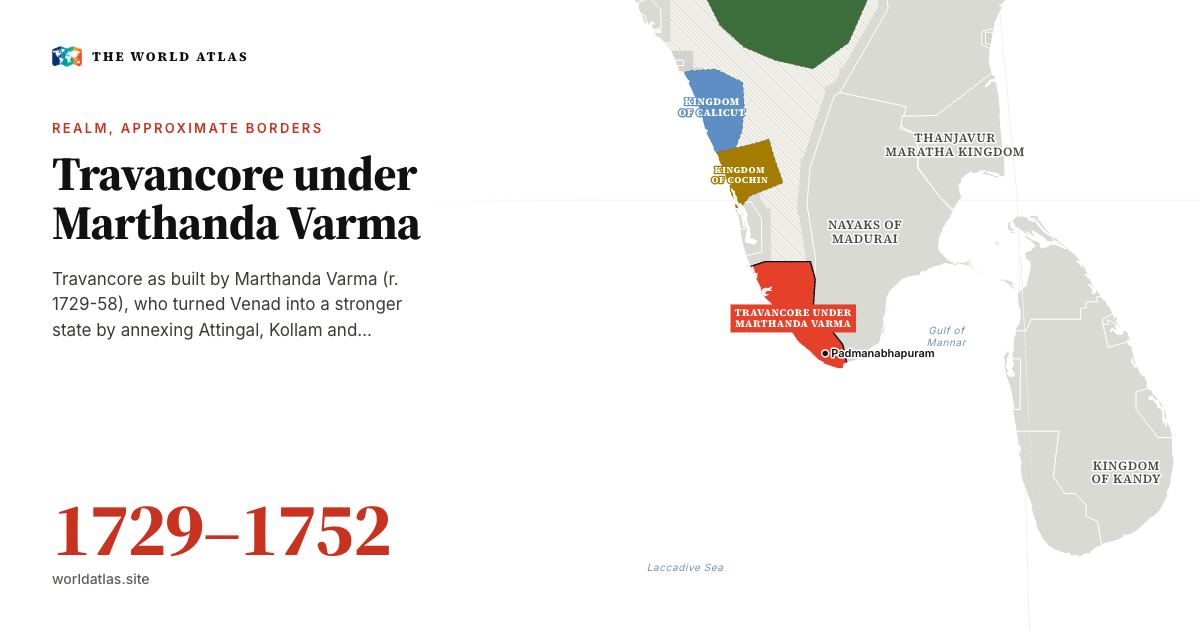 THE WORLD ATLAS
REALM, APPROXIMATE BORDERS
Travancore under
Marthanda Varma
Travancore as built by Marthanda Varma (r.
1729-58), who turned Venad into a stronger
state by annexing Attingal, Kollam and...
1729–1752
worldatlas.site
KINGDOM
OF CALICUT
KINGDOM
OF COCHIN
THANJAVUR
MARATHA KINGDOM
NAYAKS OF
MADURAI
TRAVANCORE UNDER
MARTHANDA VARMA
Padmanabhapuram
Gulf of
Mannar
KINGDOM
OF KANDY
Laccadive Sea